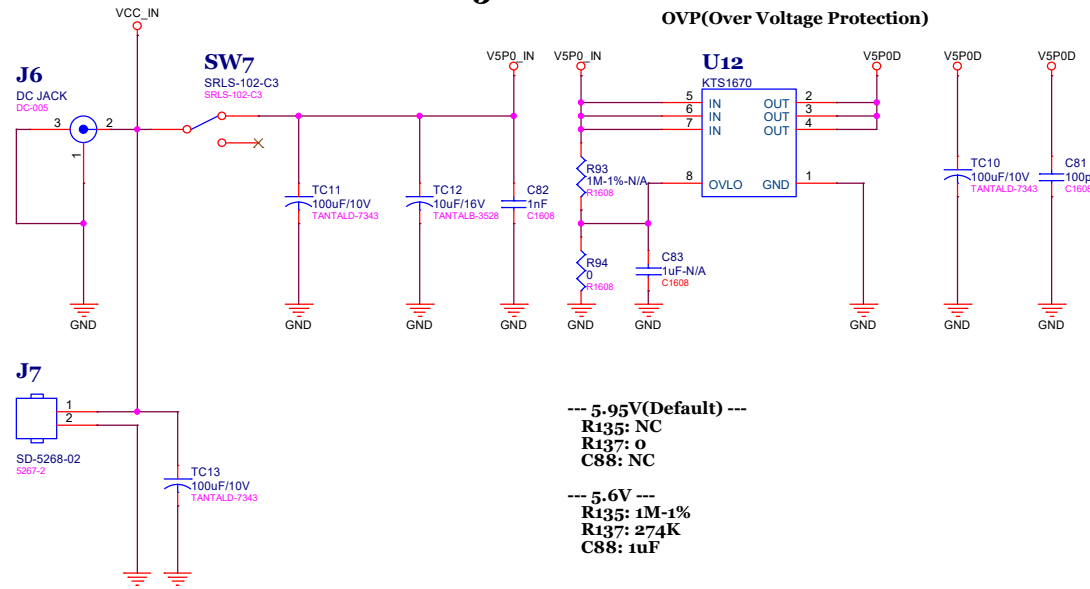 VCC_IN
OVP(Over Voltage Protection)
J6
DC JACK
DC-005
3
2
1
SW7
SRLS-102-C3
SRLS-102-C3
V5P0_IN
V5P0_IN
U12
KTS1670
5
6
7
8
IN
IN
IN
OVLO
OUT
OUT
OUT
GND
2
3
4
1
V5P0D
V5P0D
V5P0D
TC11
100uF/10V
TANTALD-7343
TC12
10uF/16V
TANTALB-3528
C82
1nF
C1608
R93
1M-1%-N/A
R1608
R94
0
R1608
C83
1uF-N/A
C1608
TC10
100uF/10V
TANTALD-7343
C81
100p
C1608
GND
GND
GND
GND
GND
GND
GND
GND
GND
J7
1
2
SD-5268-02
5267-2
TC13
100uF/10V
TANTALD-7343
--- 5.95V(Default) ---
R135: NC
R137: 0
C88: NC
--- 5.6V ---
R135: 1M-1%
R137: 274K
C88: 1uF